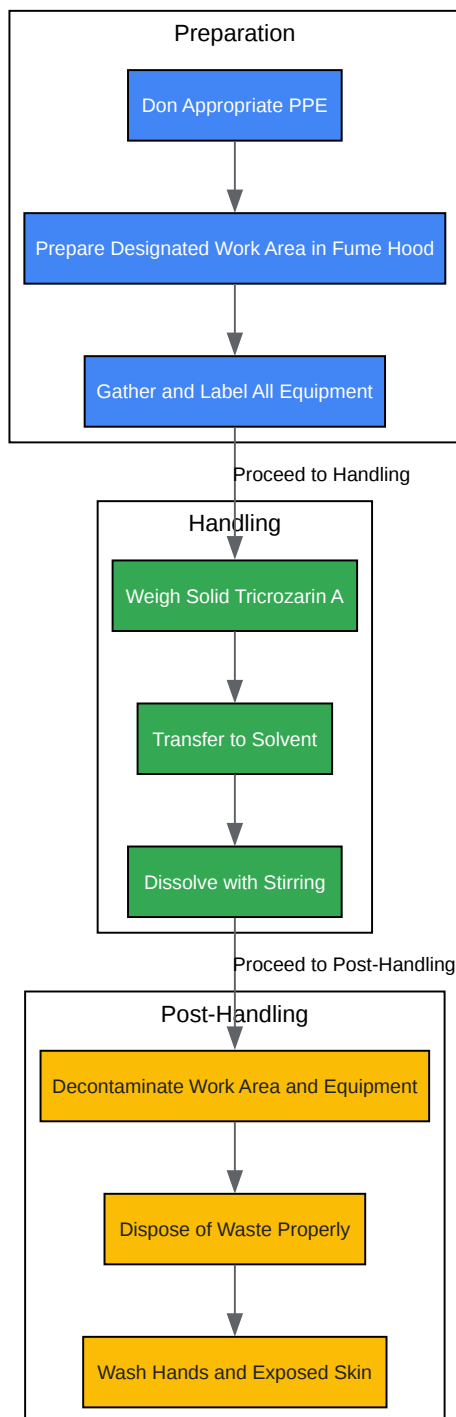 Preparation
Don Appropriate PPE
Prepare Designated Work Area in Fume Hood
Gather and Label All Equipment
Proceed to Handling
Handling
Weigh Solid Tricrozarin A
Transfer to Solvent
Dissolve with Stirring
Proceed to Post-Handling
Post-Handling
Decontaminate Work Area and Equipment
Dispose of Waste Properly
Wash Hands and Exposed Skin